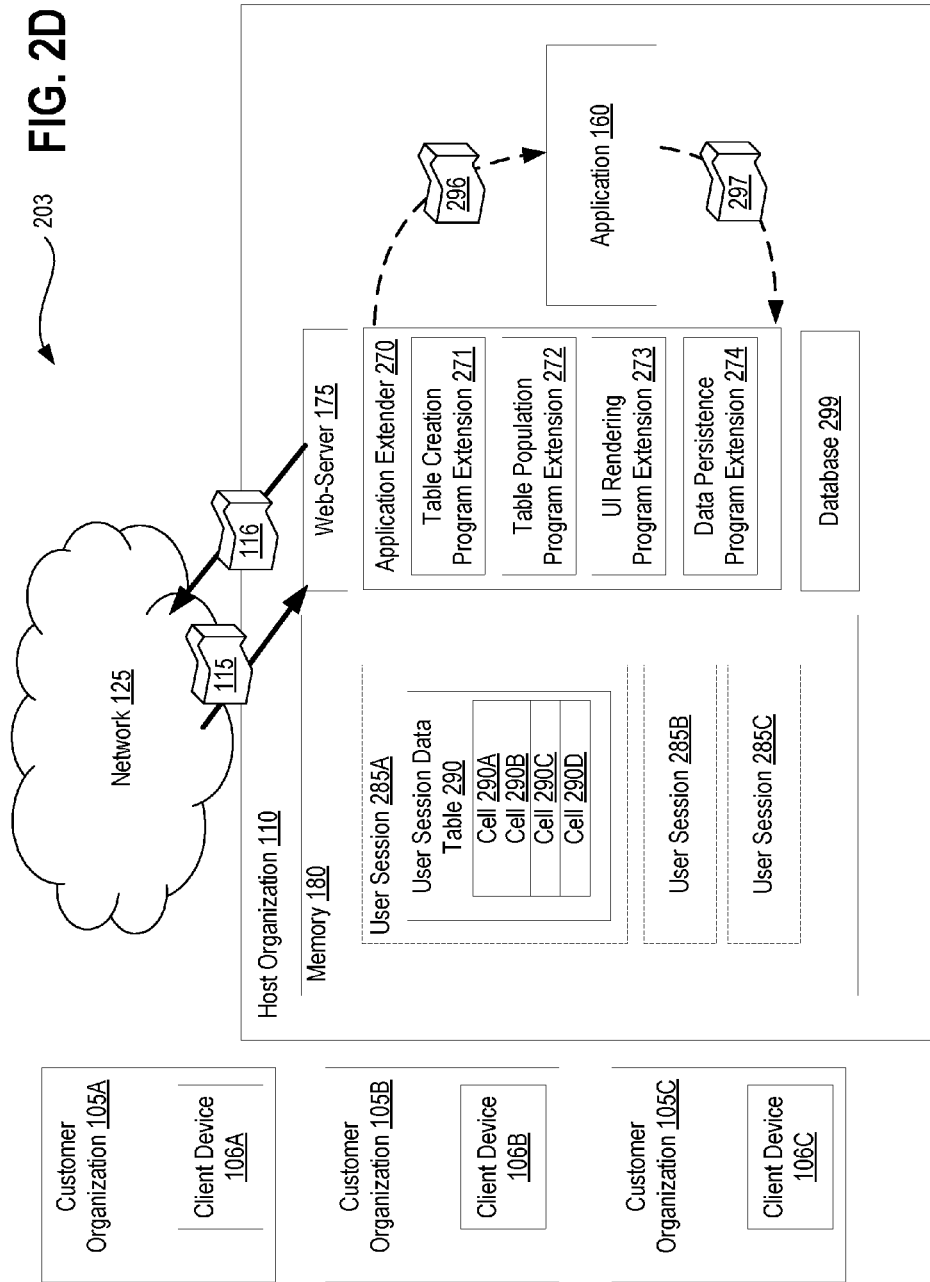 FIG. 2D
203
Customer
Organization 105A
Client Device
106A
Customer
Organization 105B
Client Device
106B
Customer
Organization 105C
Client Device
106C
Network 125
115
116
Host Organization 110
Memory 180
User Session 285A
User Session Data
Table 290
Cell 290A
Cell 290B
Cell 290C
Cell 290D
User Session 285B
User Session 285C
Web-Server 175
Application Extender 270
Table Creation
Program Extension 271
Table Population
Program Extension 272
UI Rendering
Program Extension 273
Data Persistence
Program Extension 274
Database 299
296
Application 160
297